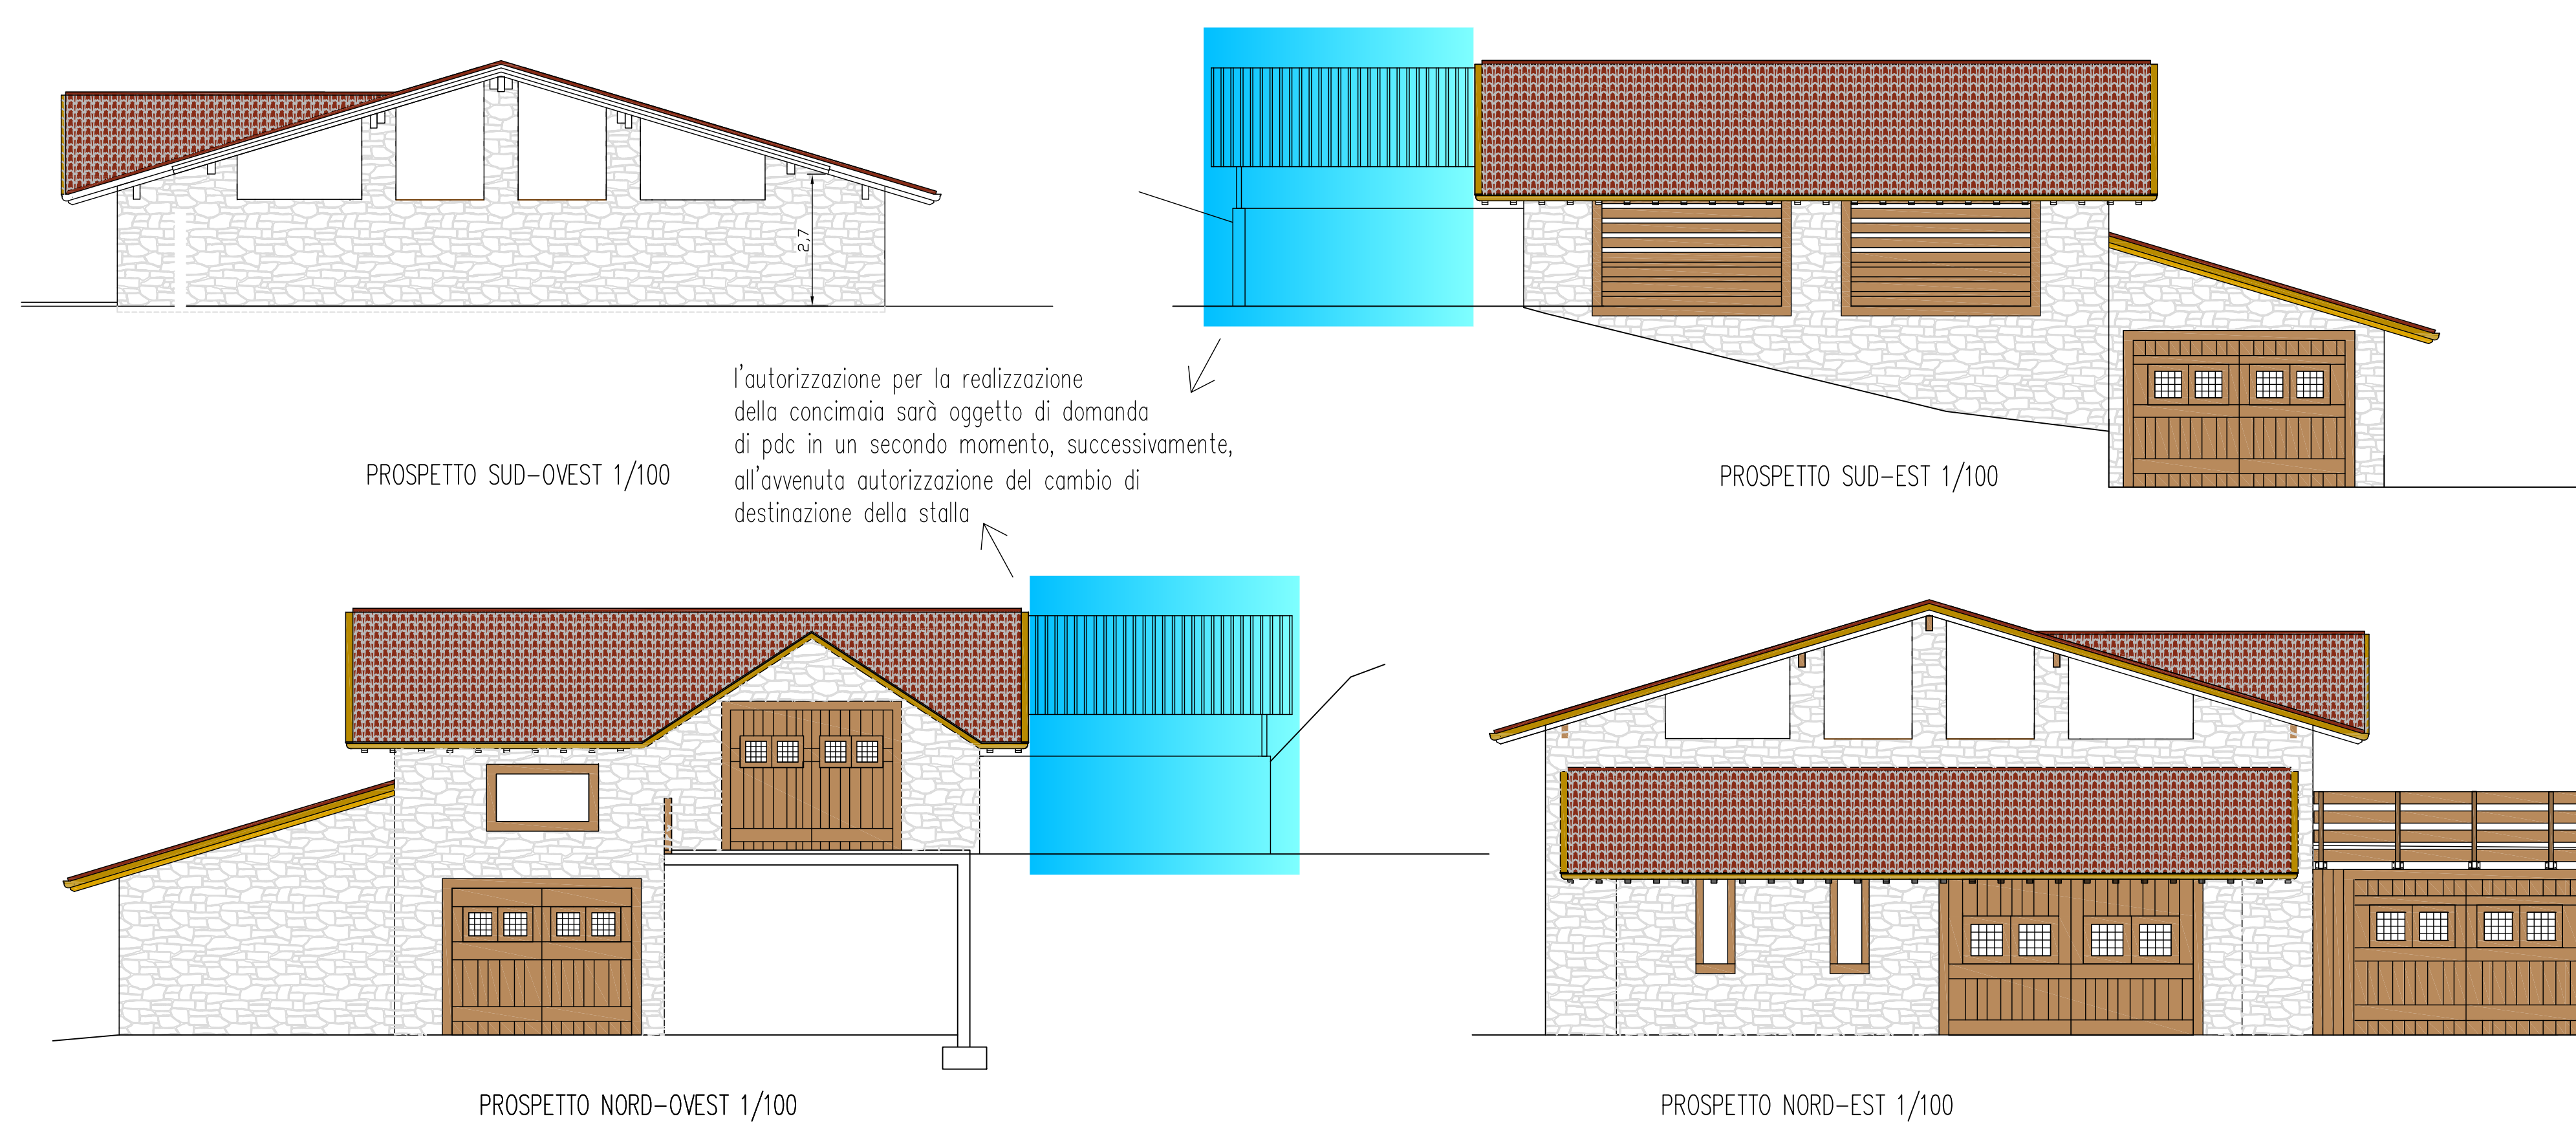 2,7
l'autorizzazione per la realizzazione
della concimaia sarà oggetto di domanda
di pdc in un secondo momento, successivamente,
all'avvenuta autorizzazione del cambio di
destinazione della stalla
PROSPETTO SUD-OVEST 1/100
PROSPETTO SUD-EST 1/100
PROSPETTO NORD-OVEST 1/100
PROSPETTO NORD-EST 1/100